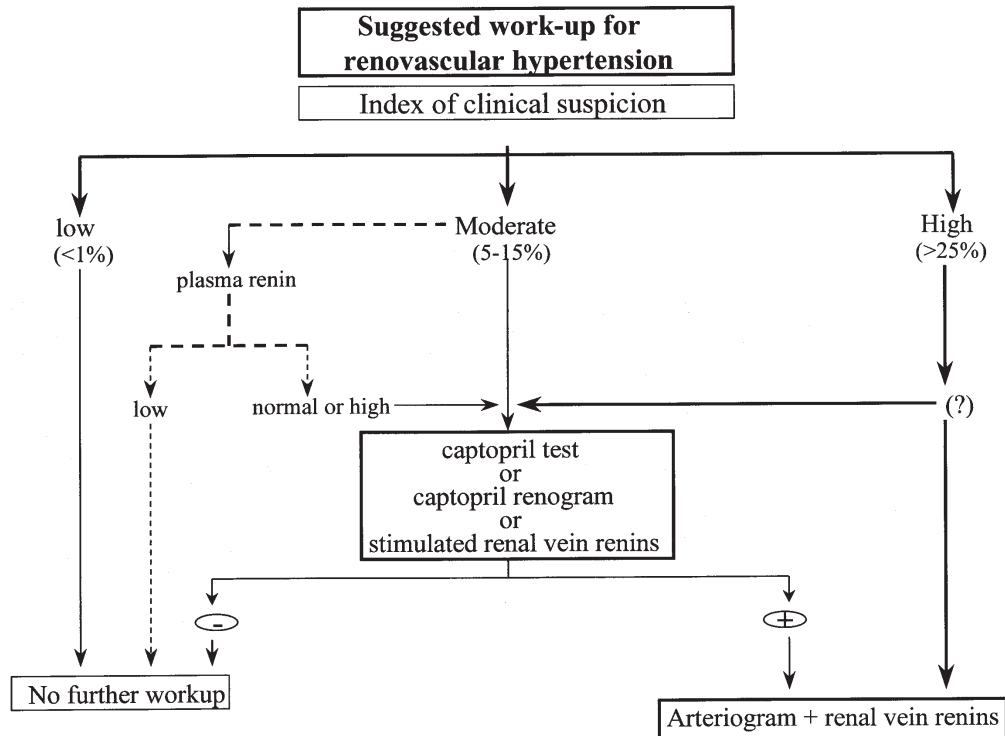 Suggested work-up for
renovascular hypertension
Index of clinical suspicion
low
(<1%)
Moderate
(5-15%)
High
(>25%)
plasma renin
low
normal or high
(?)
captopril test
or
captopril renogram
or
stimulated renal vein renins
-
+
No further workup
Arteriogram + renal vein renins